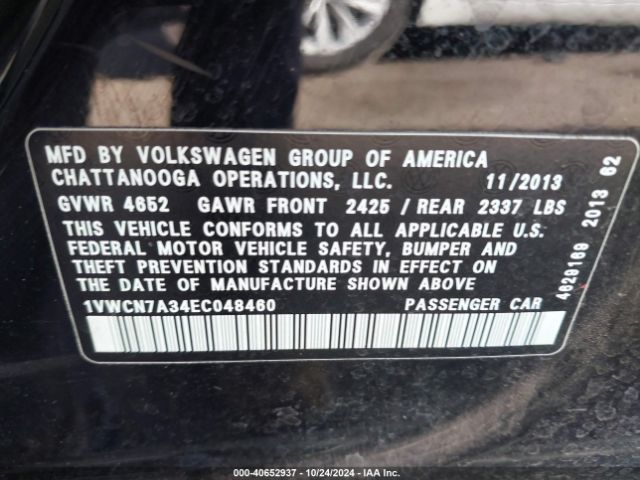 MFD BY VOLKSWAGEN GROUP OF AMERICA
CHATTANOOGA OPERATIONS, LLC. 11/2013
GVWR 4652 GAWR FRONT 2425 / REAR 2337 LBS
THIS VEHICLE CONFORMS TO ALL APPLICABLE U.S.
FEDERAL MOTOR VEHICLE SAFETY, BUMPER AND
THEFT PREVENTION STANDARDS IN EFFECT ON
THE DATE OF MANUFACTURE SHOWN ABOVE
1VWCN7A34EC048460 PASSENGER CAR
4629169 2013 62
000-40652937 - 10/24/2024 - IAA Inc.